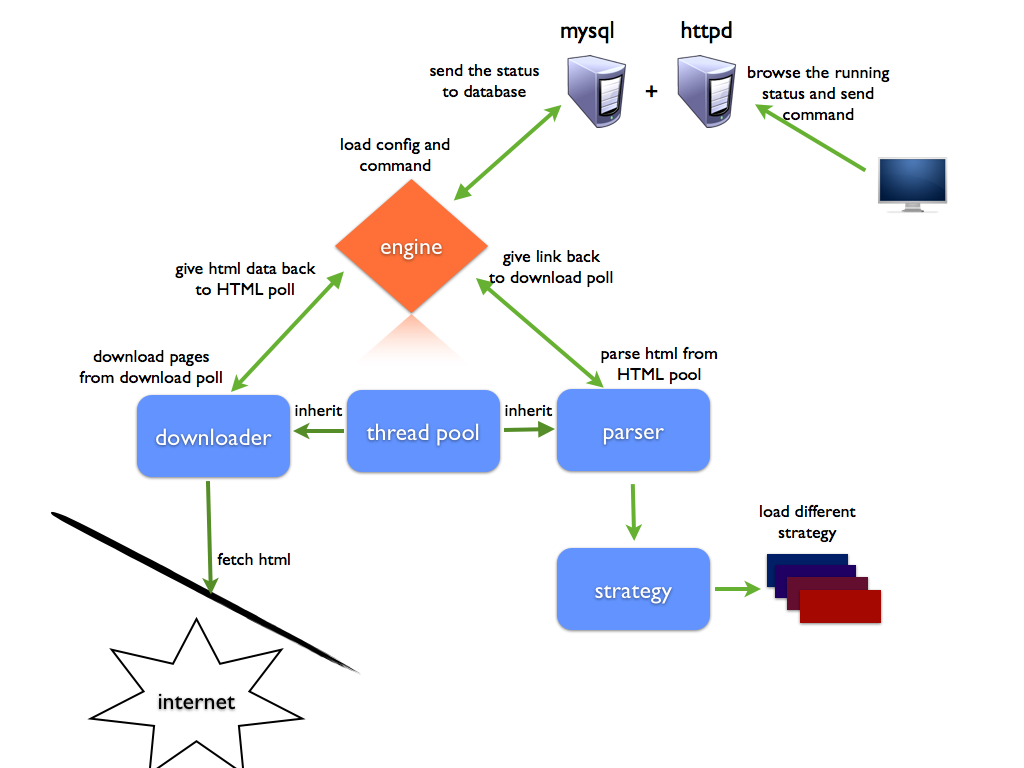 mysql
httpd
send the status
to database
+
browse the running
status and send
command
load config and
command
engine
give html data back
to HTML poll
give link back
to download poll
download pages
from download poll
parse html from
HTML pool
downloader
inherit
thread pool
inherit
parser
fetch html
load different
strategy
strategy
internet